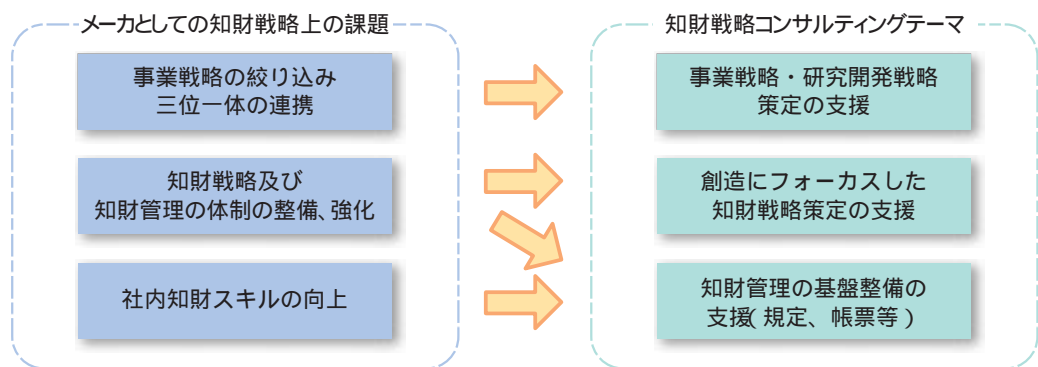 メーカとしての知財戦略上の課題
事業戦略の絞り込み
三位一体の連携
知財戦略及び
知財管理の体制の整備、強化
社内知財スキルの向上
知財戦略コンサルティングテーマ
事業戦略・研究開発戦略
策定の支援
創造にフォーカスした
知財戦略策定の支援
知財管理の基盤整備の
支援(規定、帳票等)